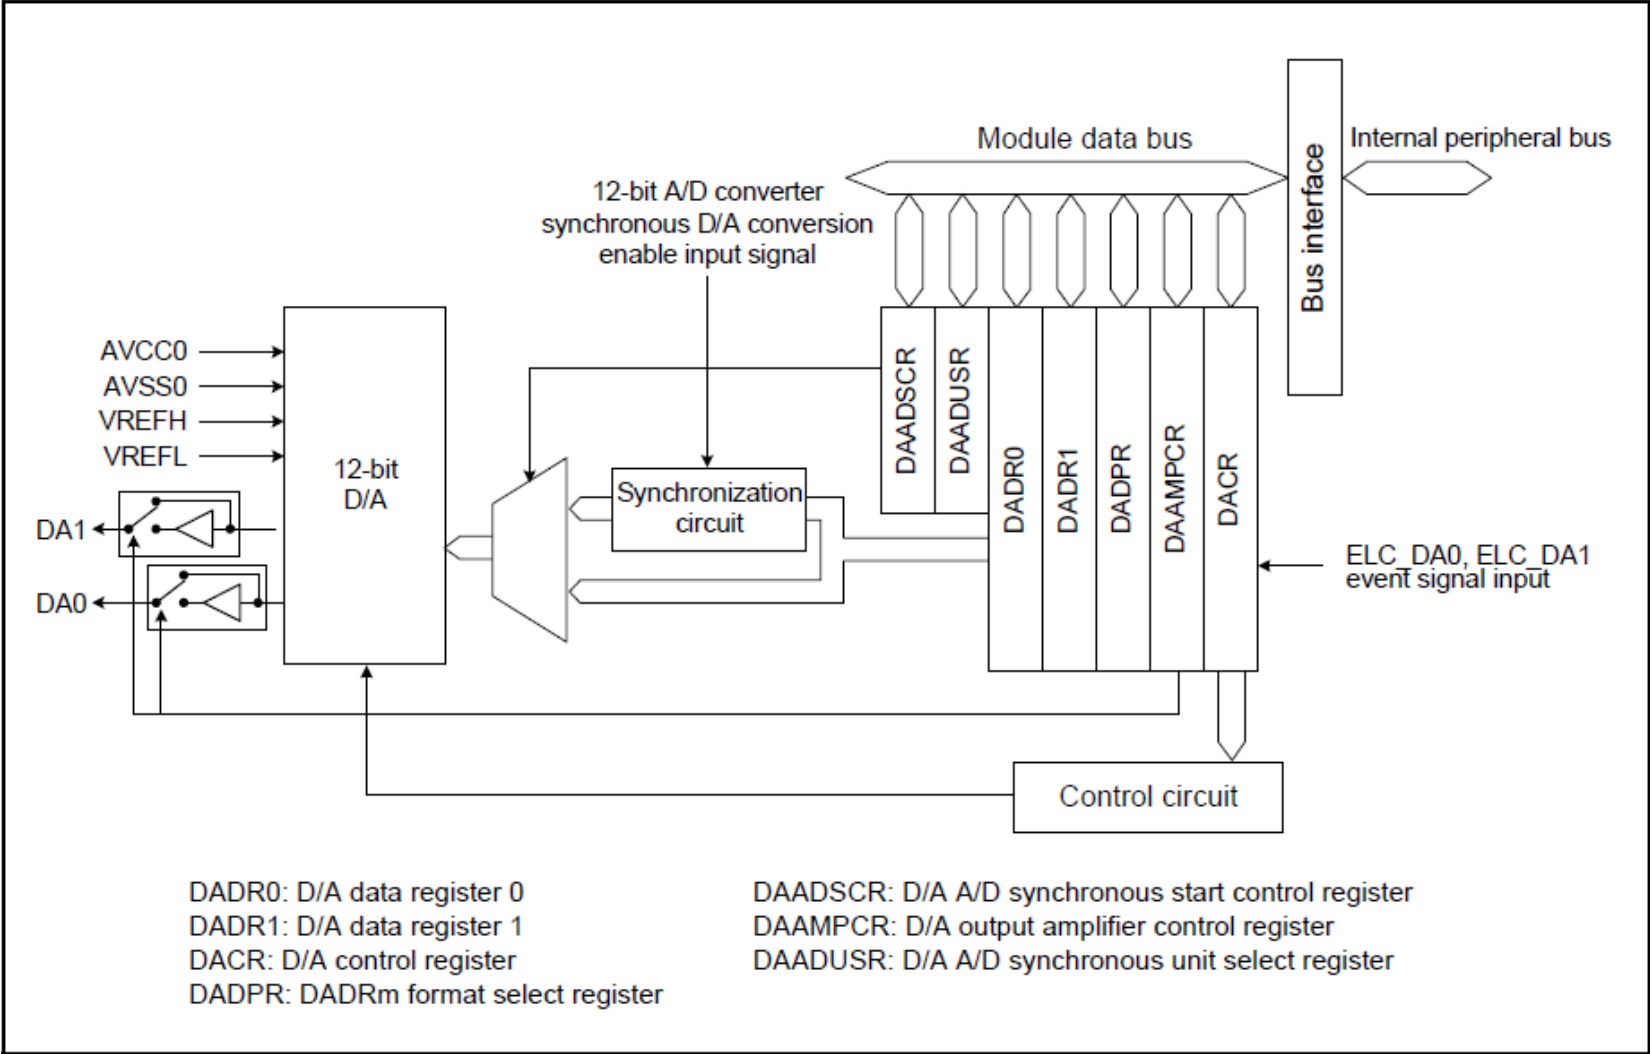 Module data bus
Internal peripheral bus
Bus interface
12-bit A/D converter
synchronous D/A conversion
enable input signal
AVCC0
AVSS0
VREFH
VREFL
12-bit
D/A
DA1
DA0
Synchronization
circuit
DAADSCR
DAADUSR
DADR0
DADR1
DADPR
DAAMPCR
DACR
ELC_DA0, ELC_DA1
event signal input
Control circuit
DADR0: D/A data register 0
DADR1: D/A data register 1
DACR: D/A control register
DADPR: DADRm format select register
DAADSCR: D/A A/D synchronous start control register
DAAMPCR: D/A output amplifier control register
DAADUSR: D/A A/D synchronous unit select register